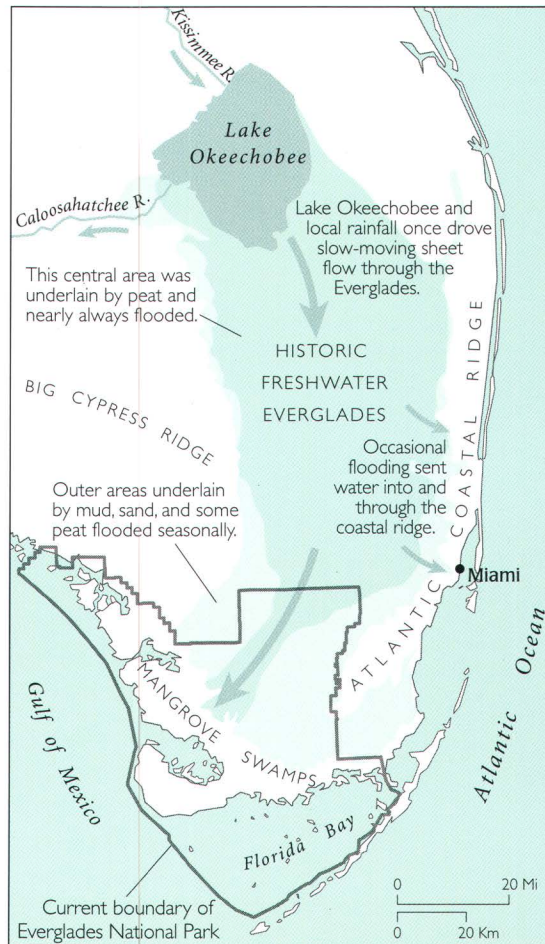 Kissimmee R.
Lake
Okeechobee
Caloosahatchee R.
Lake Okeechobee and
local rainfall once drove
slow-moving sheet
flow through the
Everglades.
This central area was
underlain by peat and
nearly always flooded.
HISTORIC
FRESHWATER
EVERGLADES
BIG CYPRESS RIDGE
ATLANTIC COASTAL RIDGE
Occasional
flooding sent
water into and
through the
coastal ridge.
Outer areas underlain
by mud, sand, and some
peat flooded seasonally.
Miami
Atlantic Ocean
Gulf of Mexico
MANGROVE SWAMPS
Florida Bay
Current boundary of
Everglades National Park
0 20 Mi
0 20 Km